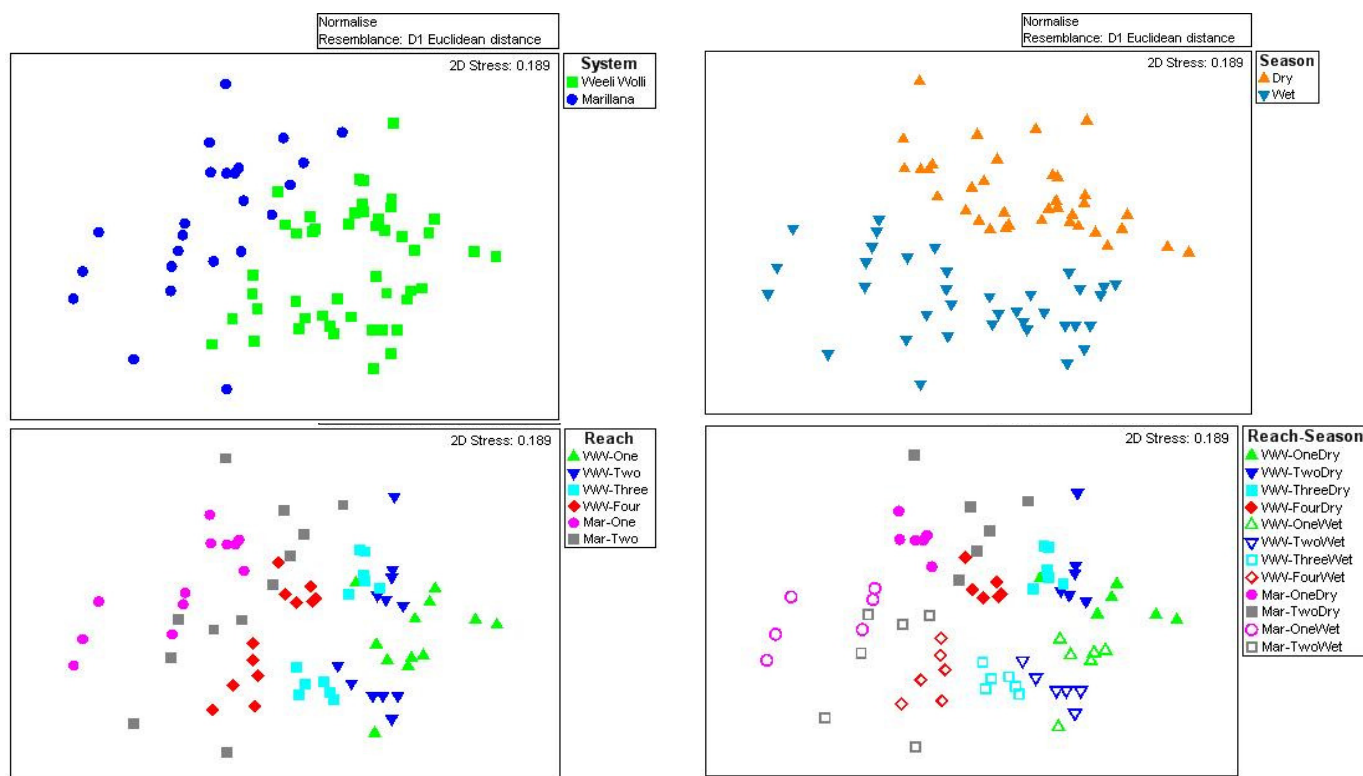 Normalise
Resemblance: D1 Euclidean distance
2D Stress: 0.189
System
Weeli Wolli
Marillana
Normalise
Resemblance: D1 Euclidean distance
2D Stress: 0.189
Season
Dry
Wet
2D Stress: 0.189
Reach
WW-One
WW-Two
WW-Three
WW-Four
Mar-One
Mar-Two
2D Stress: 0.189
Reach-Season
WW-OneDry
WW-TwoDry
WW-ThreeDry
WW-FourDry
WW-OneWet
WW-TwoWet
WW-ThreeWet
WW-FourWet
Mar-OneDry
Mar-TwoDry
Mar-OneWet
Mar-TwoWet